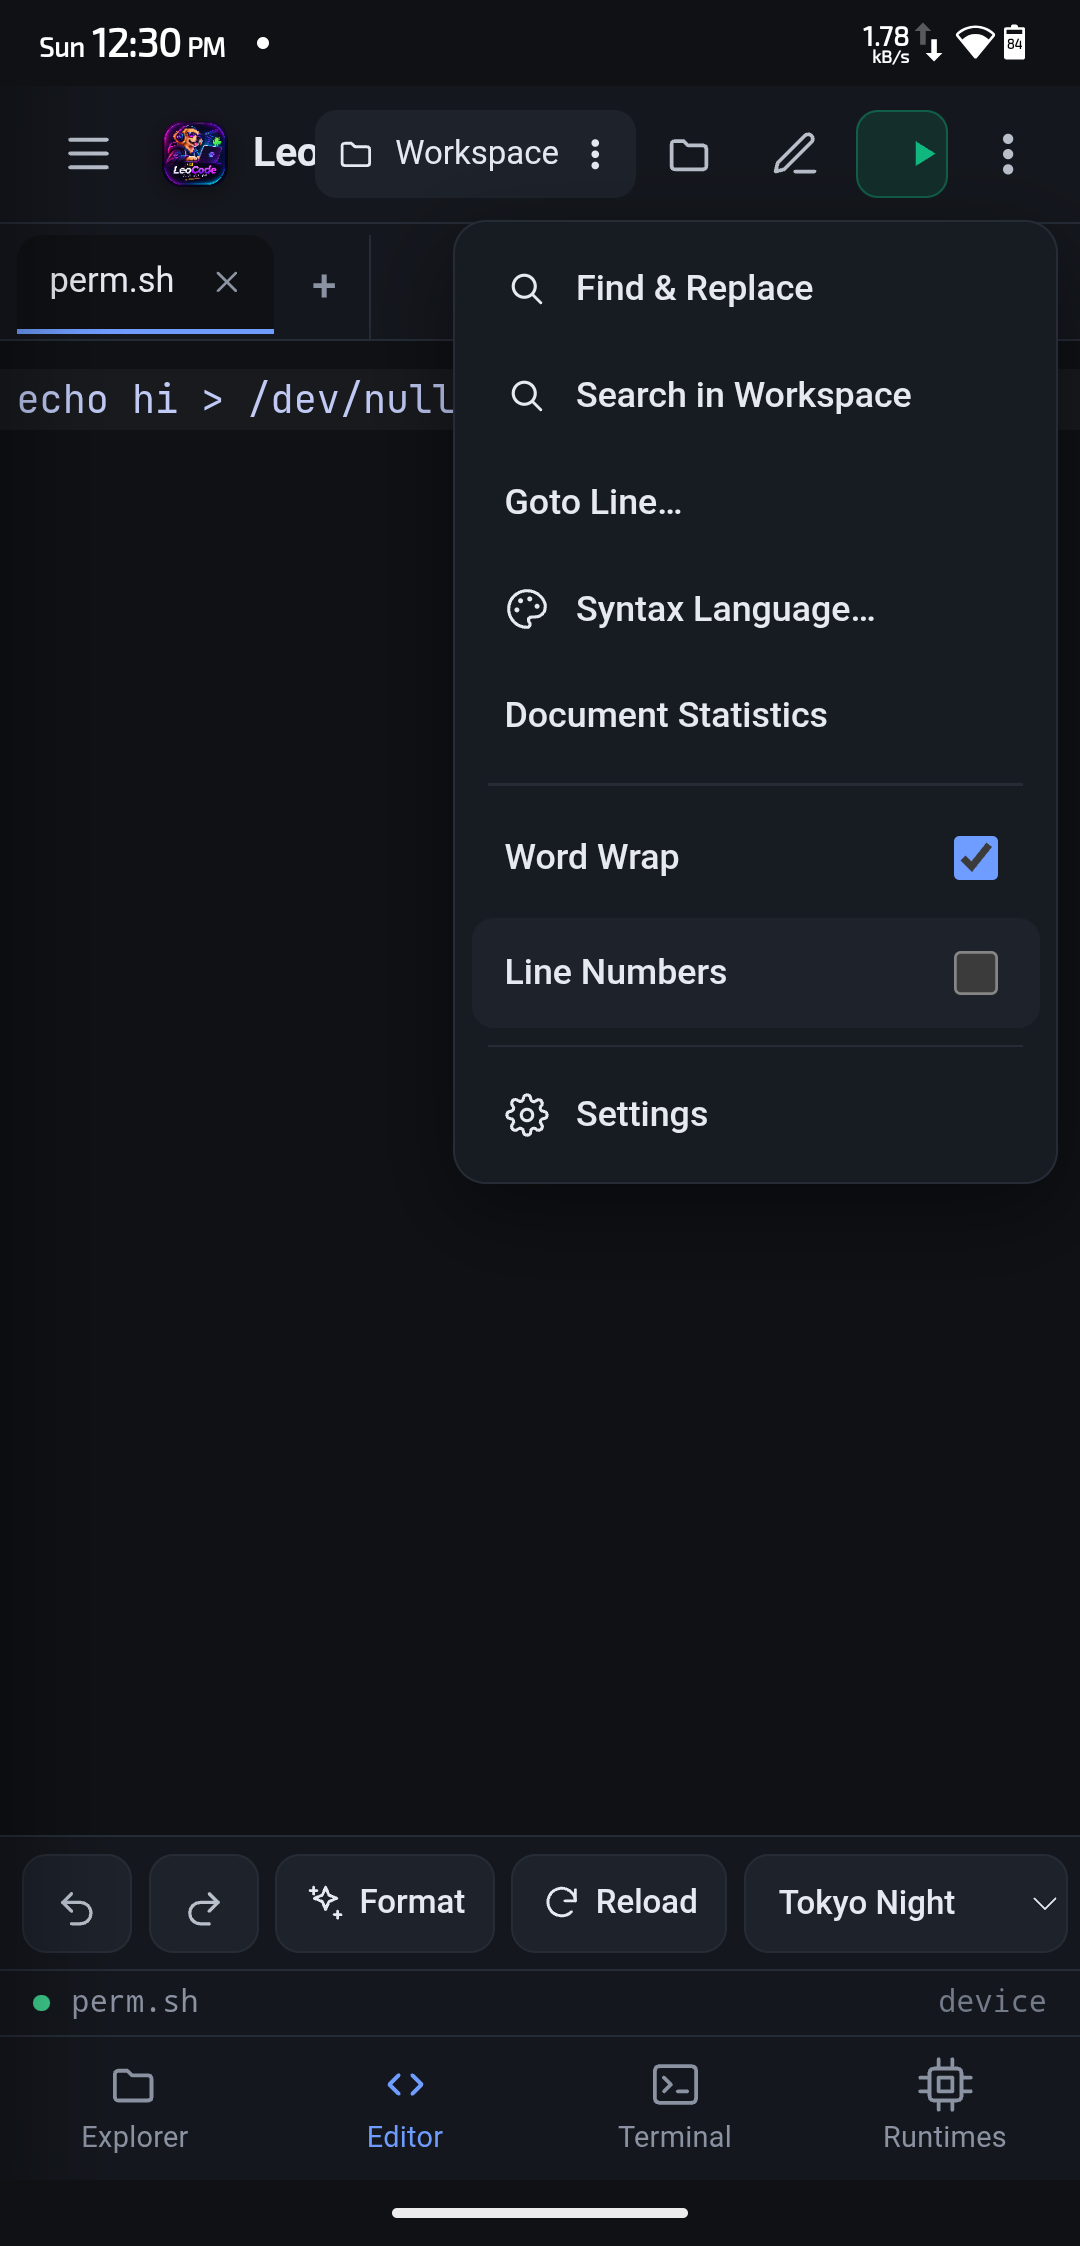 Sun 12:30 PM
1.78
kB/s
84
LeoCode
Leo
Workspace
perm.sh
+
echo hi > /dev/null
Find & Replace
Search in Workspace
Goto Line…
Syntax Language…
Document Statistics
Word Wrap
Line Numbers
Settings
Format
Reload
Tokyo Night
perm.sh
device
Explorer
Editor
Terminal
Runtimes